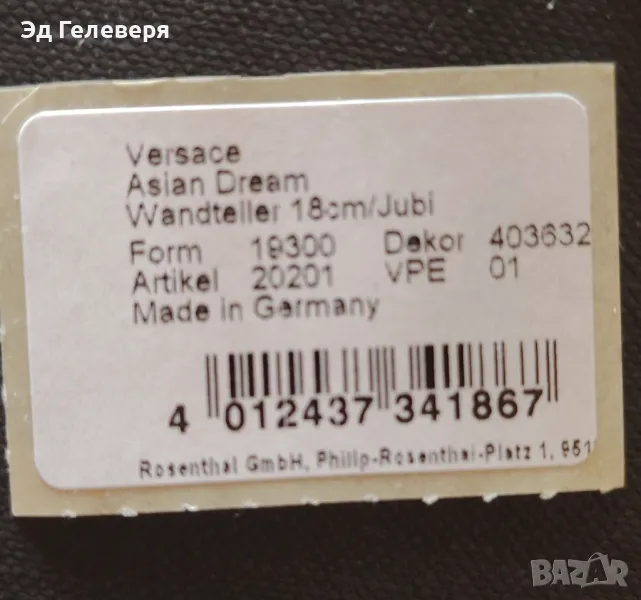 Эд Гелеверя
Versace
Asian Dream
Wandteller 18cm/Jubi
Form 19300 Dekor 403632
Artikel 20201 VPE 01
Made in Germany
4 012437 341867
Rosenthal GmbH, Philip-Rosenthal-Platz 1, 951
BAZAR